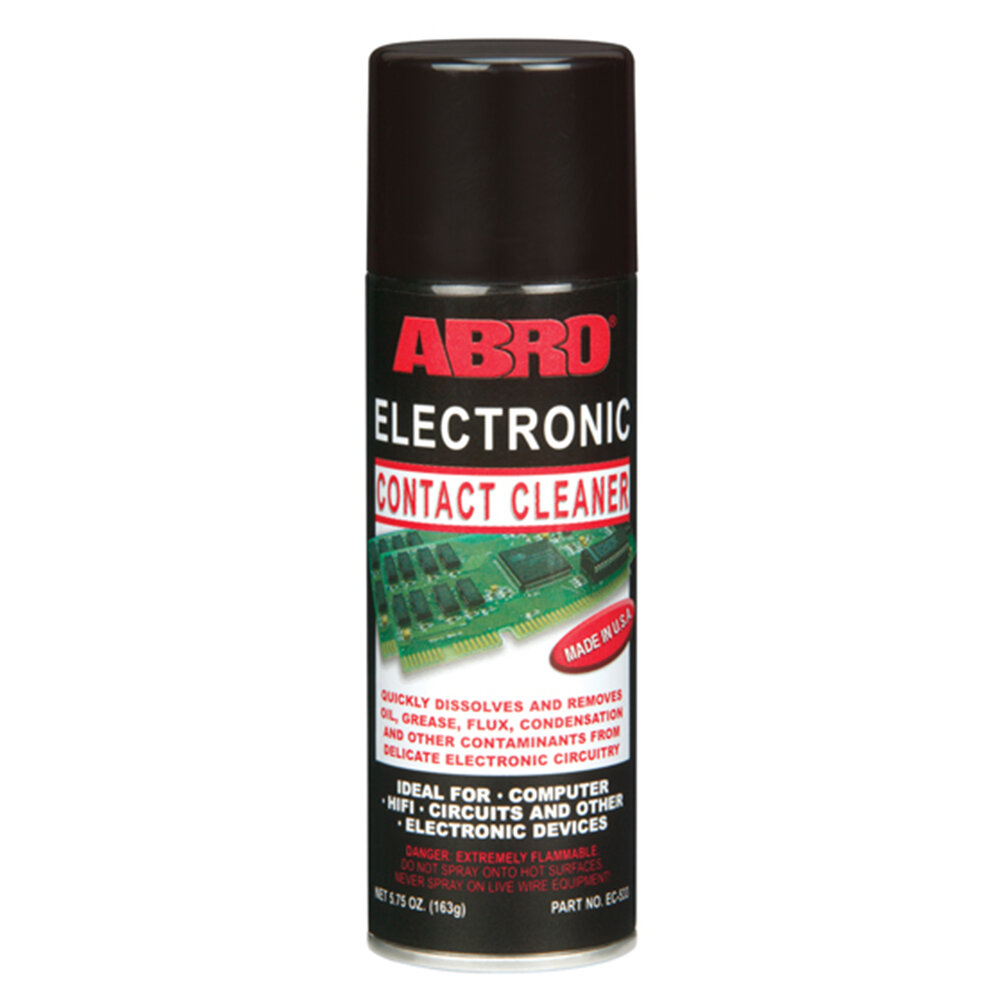 ABRO®
ELECTRONIC
CONTACT CLEANER
MADE IN U.S.A.
QUICKLY DISSOLVES AND REMOVES
OIL, GREASE, FLUX, CONDENSATION
AND OTHER CONTAMINANTS FROM
DELICATE ELECTRONIC CIRCUITRY
IDEAL FOR · COMPUTER
· HIFI · CIRCUITS AND OTHER
· ELECTRONIC DEVICES
DANGER: EXTREMELY FLAMMABLE.
DO NOT SPRAY ONTO HOT SURFACES.
NEVER SPRAY ON LIVE WIRE EQUIPMENT!
NET 5.75 OZ. (163g) PART NO. EC-533